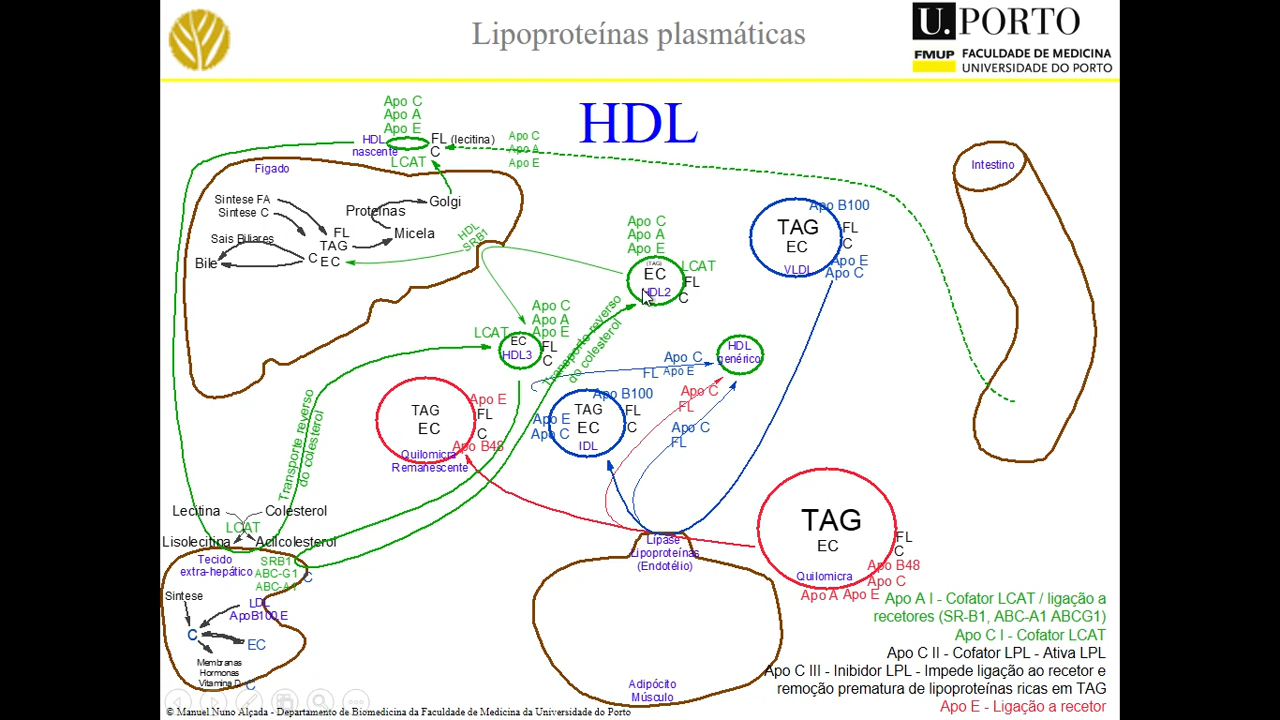 Lipoproteínas plasmáticas
U. PORTO
FMUP FACULDADE DE MEDICINA
UNIVERSIDADE DO PORTO
HDL
Apo C
Apo A
Apo E
HDL
nascente
FL (lecitina)
C
LCAT
Apo C
Apo A
Apo E
Fígado
Síntese FA
Síntese C
Sais Biliares
Bile
FL
TAG
C EC
Proteínas
Golgi
Micela
HDL
SRB1
Apo C
Apo A
Apo E
(TAG)
EC
HDL2
LCAT
FL
C
Apo B100
TAG
EC
VLDL
FL
C
Apo E
Apo C
Intestino
Apo C
Apo A
Apo E
LCAT
EC
HDL3
FL
C
Transporte reverso
do colesterol
HDL
genérico
Apo C
FL Apo E
Apo C
FL
Apo C
FL
TAG
EC
Quilomicra
Remanescente
Apo E
FL
C
Apo B48
Apo B100
TAG
EC
IDL
FL
C
Apo E
Apo C
Transporte reverso
do colesterol
Lecitina
Colesterol
LCAT
Lisolecitina
Acilcolesterol
Tecido
extra-hepático
SRB1
ABC-G1
ABC-A1
C
Síntese
LDL
ApoB100 E
C
EC
Membranas
Hormonas
Vitamina D
C
Lipase
Lipoproteínas
(Endotélio)
Adipócito
Músculo
TAG
EC
Quilomicra
FL
C
Apo B48
Apo C
Apo A
Apo E
Apo A I - Cofator LCAT / ligação a
recetores (SR-B1, ABC-A1 ABCG1)
Apo C I - Cofator LCAT
Apo C II - Cofator LPL - Ativa LPL
Apo C III - Inibidor LPL - Impede ligação ao recetor e
remoção prematura de lipoproteínas ricas em TAG
Apo E - Ligação a recetor
© Manuel Nuno Alçada - Departamento de Biomedicina da Faculdade de Medicina da Universidade do Porto